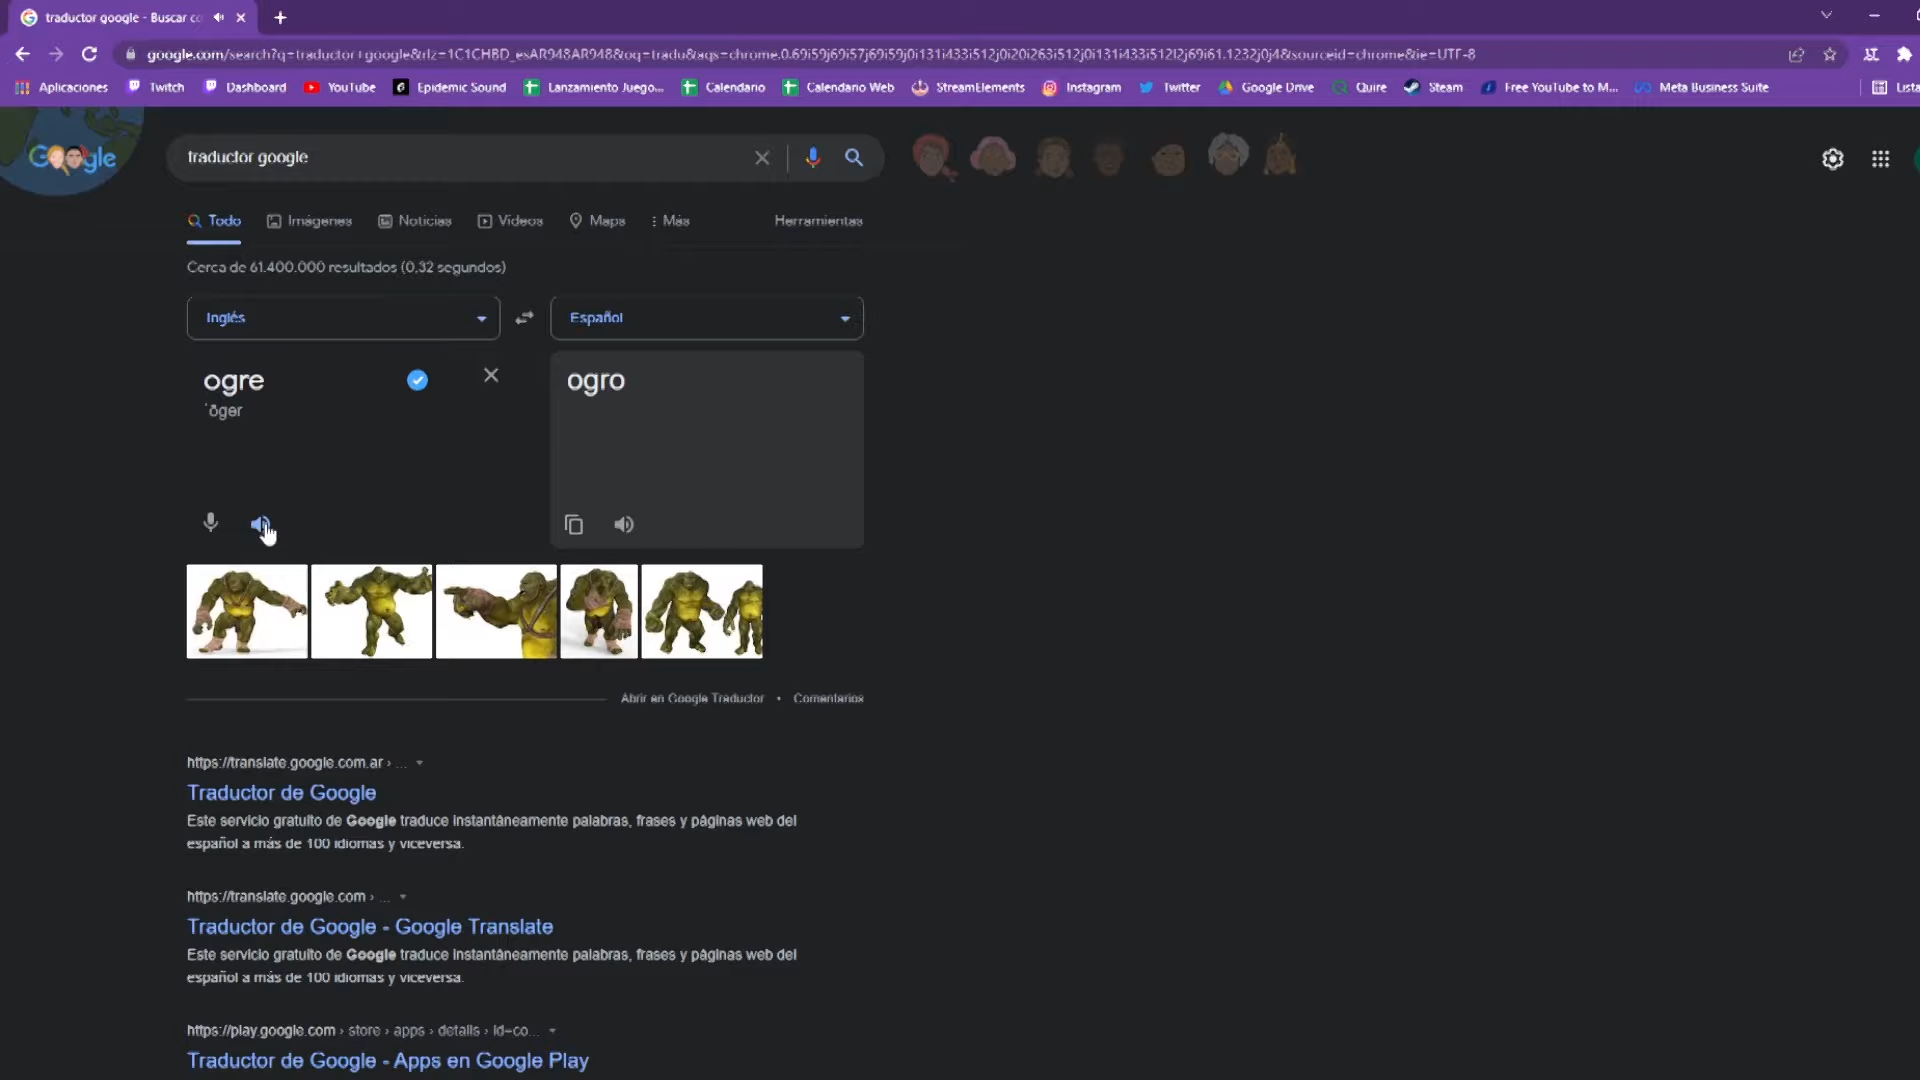 traductor google - Buscar co
google.com/search?q=traductor+google&rlz=1C1CHBD_esAR948AR948&oq=tradu&aqs=chrome.0.69i59j69i57j69i59j0i131i433i512j0i20i263i512j0i131i433i512l2j69i61.1232j0j4&sourceid=chrome&ie=UTF-8
Aplicaciones Twitch Dashboard YouTube Epidemic Sound Lanzamiento Juego... Calendario Calendario Web StreamElements Instagram Twitter Google Drive Quire Steam Free YouTube to M... Meta Business Suite Lista
Google traductor google
Todo Imágenes Noticias Videos Maps Más Herramientas
Cerca de 61.400.000 resultados (0,32 segundos)
Inglés Español
ogre ogro
ˈōgər
Abrir en Google Traductor • Comentarios
https://translate.google.com.ar › ...
Traductor de Google
Este servicio gratuito de Google traduce instantáneamente palabras, frases y páginas web del
español a más de 100 idiomas y viceversa.
https://translate.google.com › ...
Traductor de Google - Google Translate
Este servicio gratuito de Google traduce instantáneamente palabras, frases y páginas web del
español a más de 100 idiomas y viceversa.
https://play.google.com › store › apps › details › id=co...
Traductor de Google - Apps en Google Play